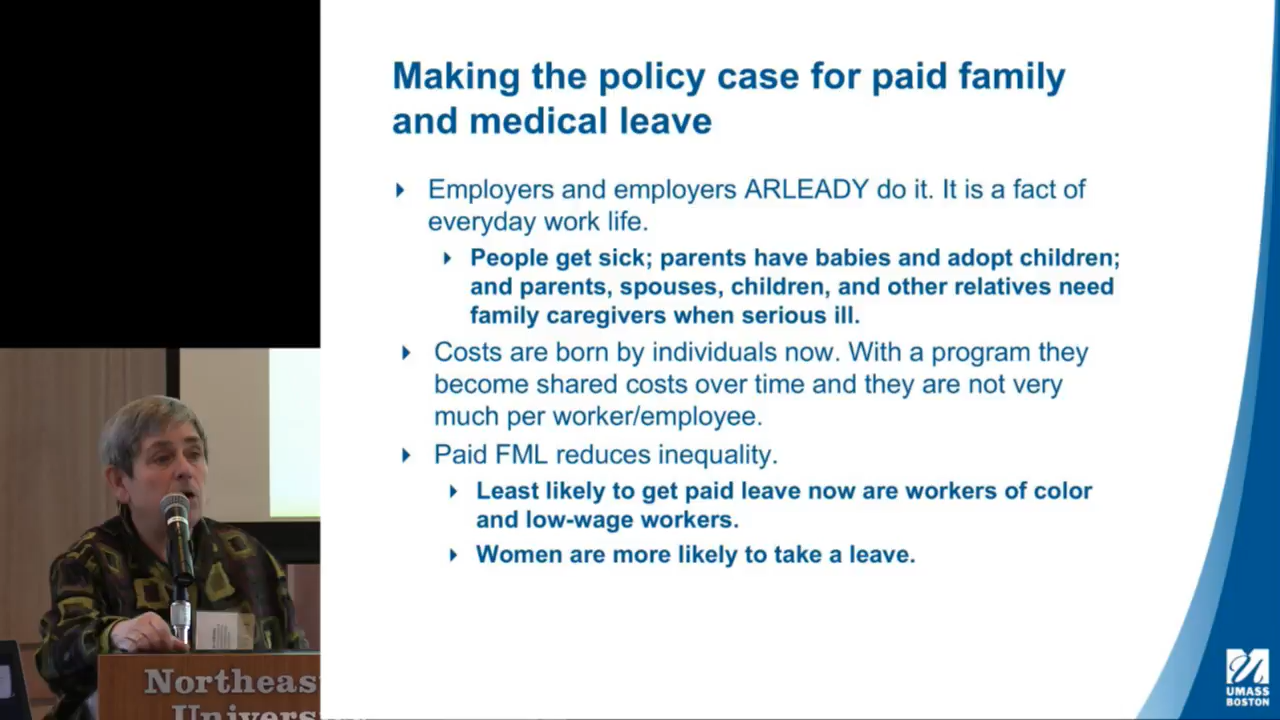 Making the policy case for paid family
and medical leave
Employers and employers ARLEADY do it. It is a fact of
everyday work life.
People get sick; parents have babies and adopt children;
and parents, spouses, children, and other relatives need
family caregivers when serious ill.
Costs are born by individuals now. With a program they
become shared costs over time and they are not very
much per worker/employee.
Paid FML reduces inequality.
Least likely to get paid leave now are workers of color
and low-wage workers.
Women are more likely to take a leave.
Northeas
Univers
UMASS
BOSTON